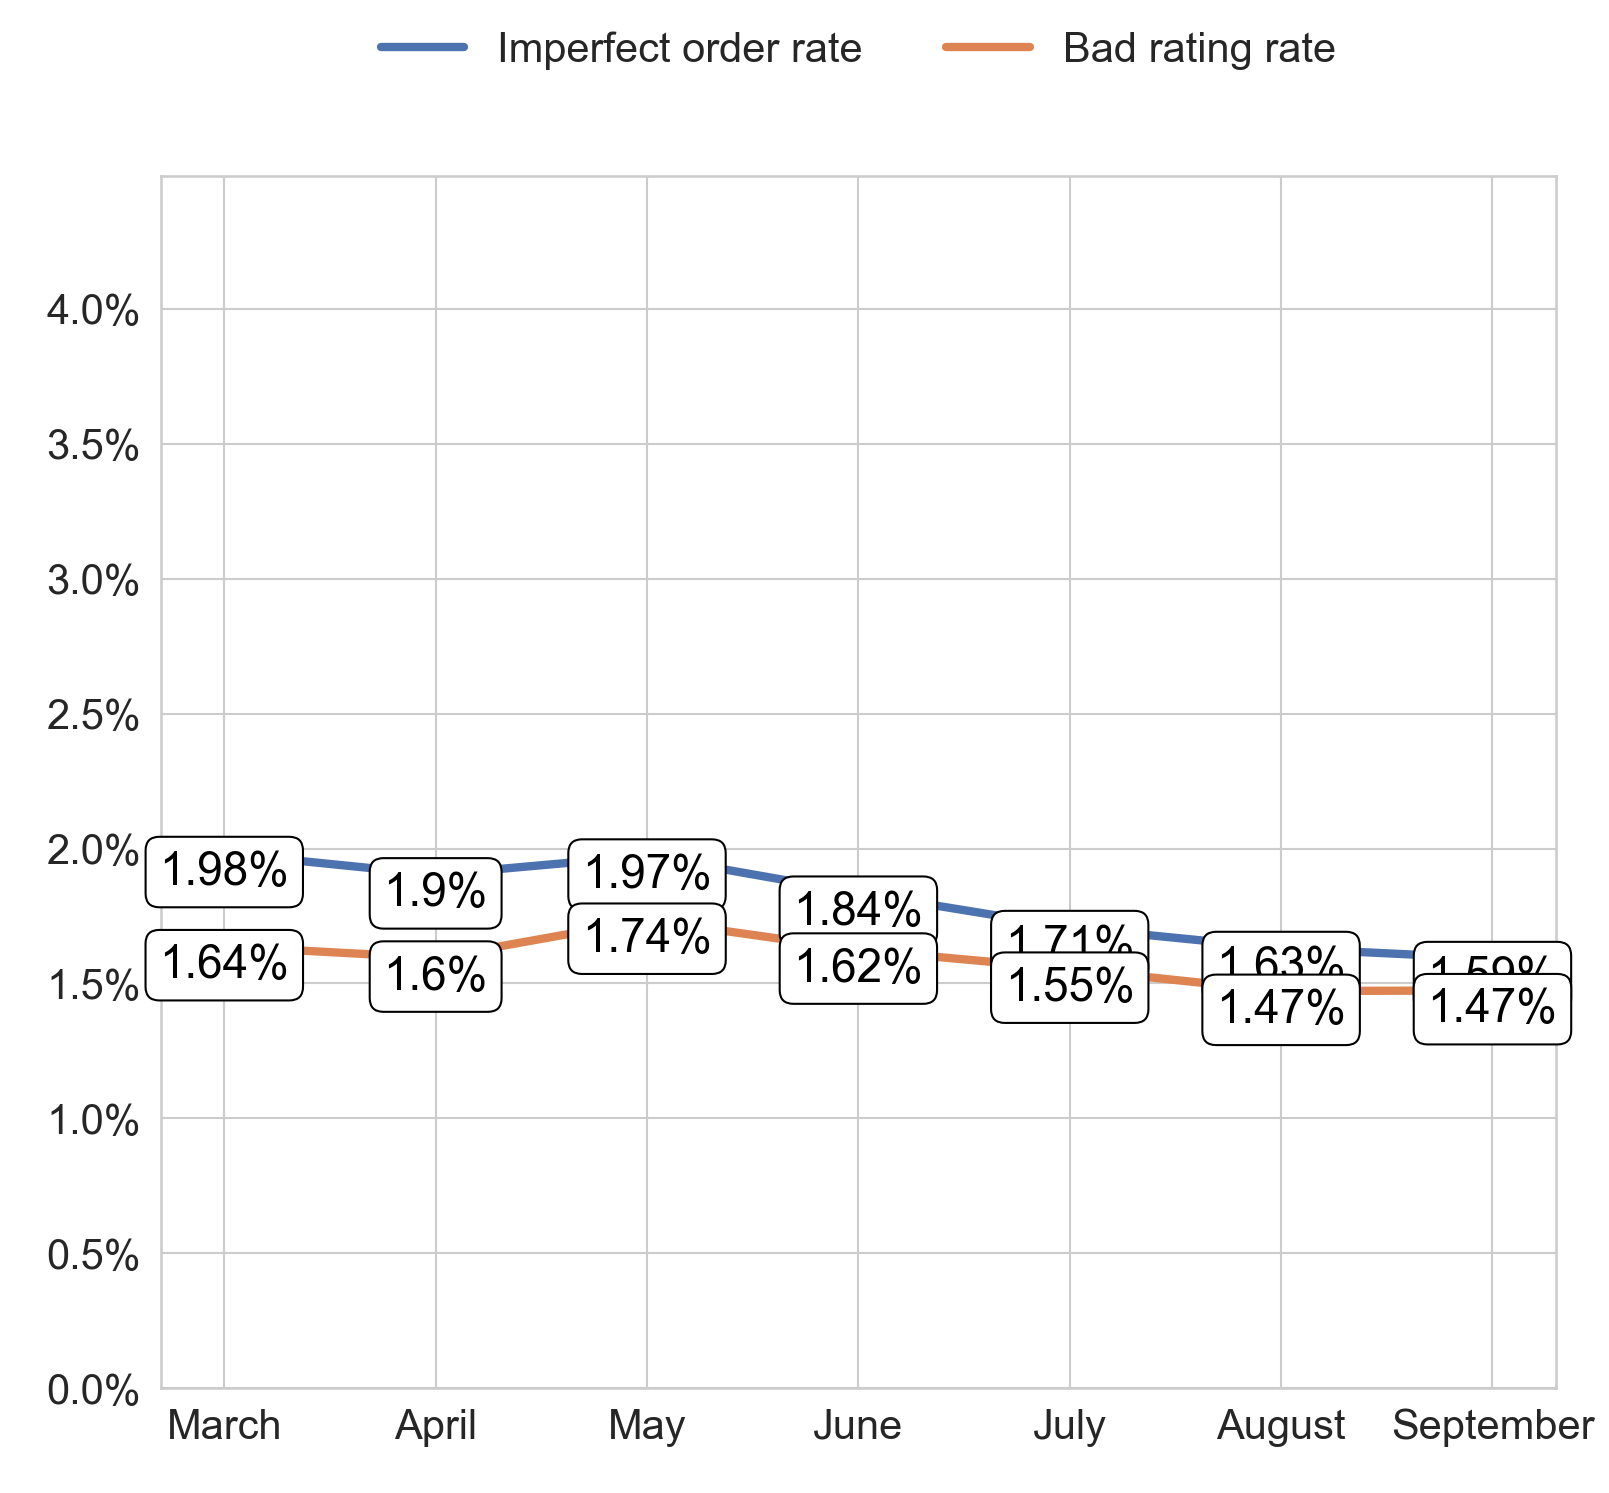 Imperfect order rate
Bad rating rate
4.0%
3.5%
3.0%
2.5%
2.0%
1.5%
1.0%
0.5%
0.0%
1.98%
1.9%
1.97%
1.84%
1.71%
1.63%
1.59%
1.64%
1.6%
1.74%
1.62%
1.55%
1.47%
1.47%
March
April
May
June
July
August
September